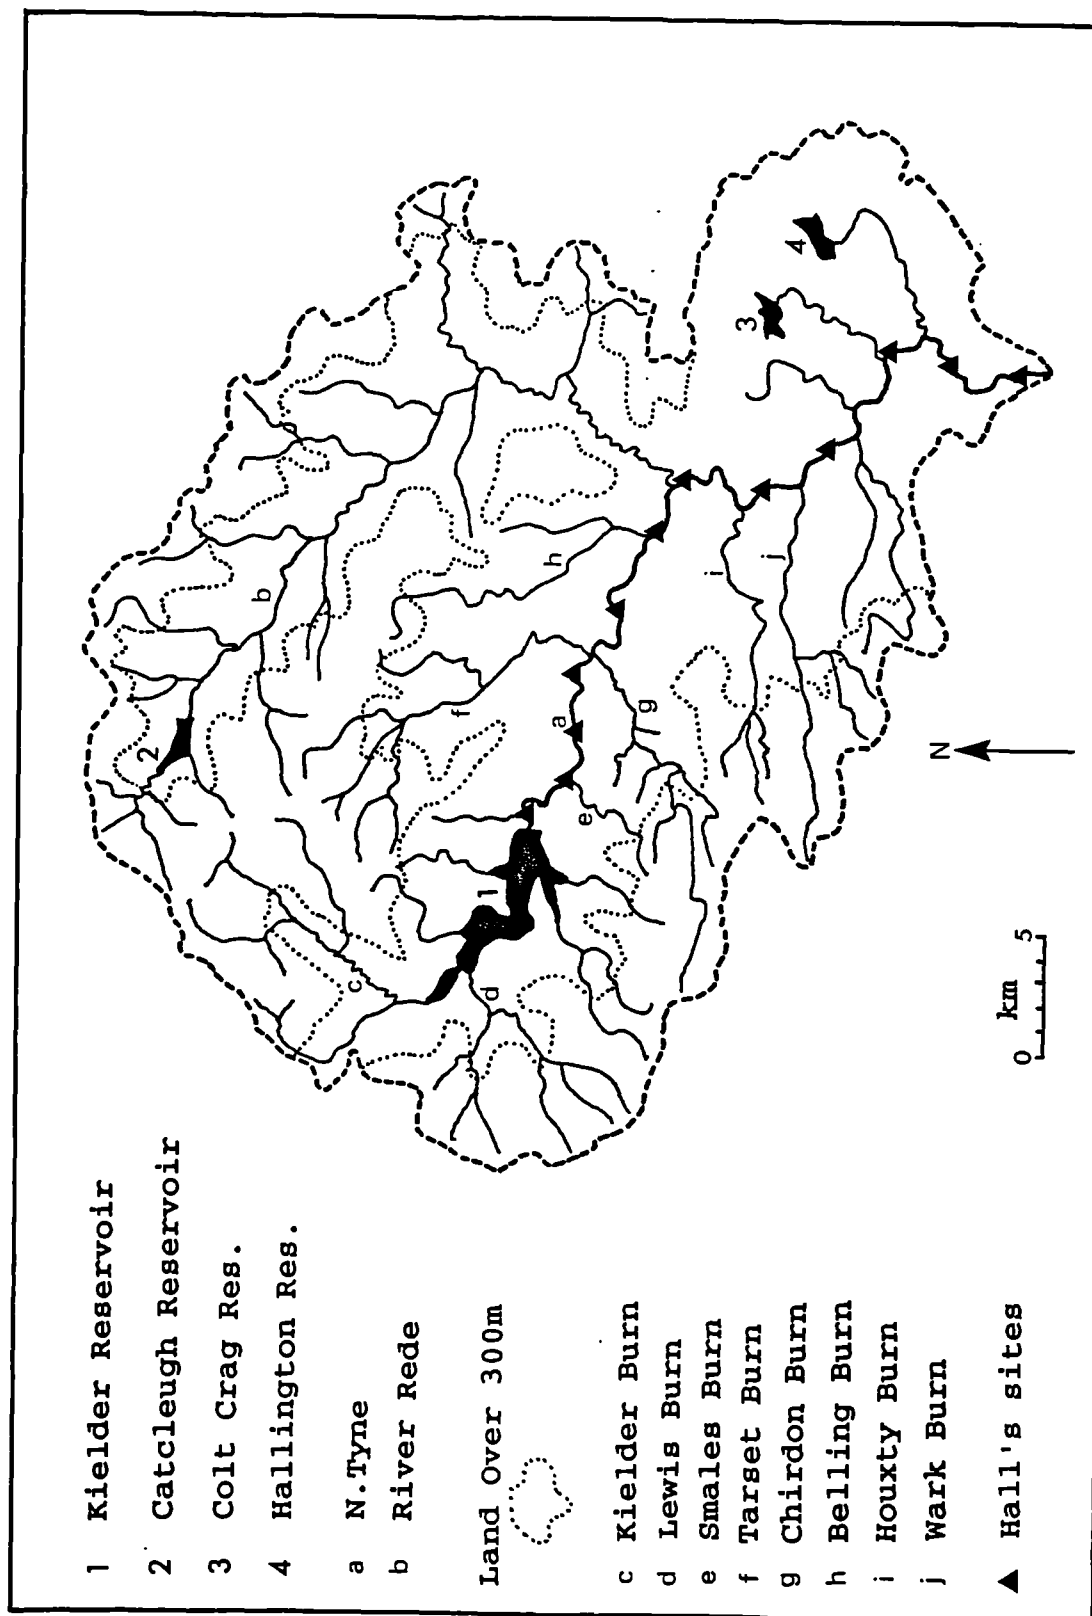 1 Kielder Reservoir
2 Catcleugh Reservoir
3 Colt Crag Res.
4 Hallington Res.
a N.Tyne
b River Rede
Land Over 300m
c Kielder Burn
d Lewis Burn
e Smales Burn
f Tarset Burn
g Chirdon Burn
h Belling Burn
i Houxty Burn
j Wark Burn
▲ Hall's sites
2
b
c
1
d
f
h
a
e
g
i
j
3
4
N
0 km 5